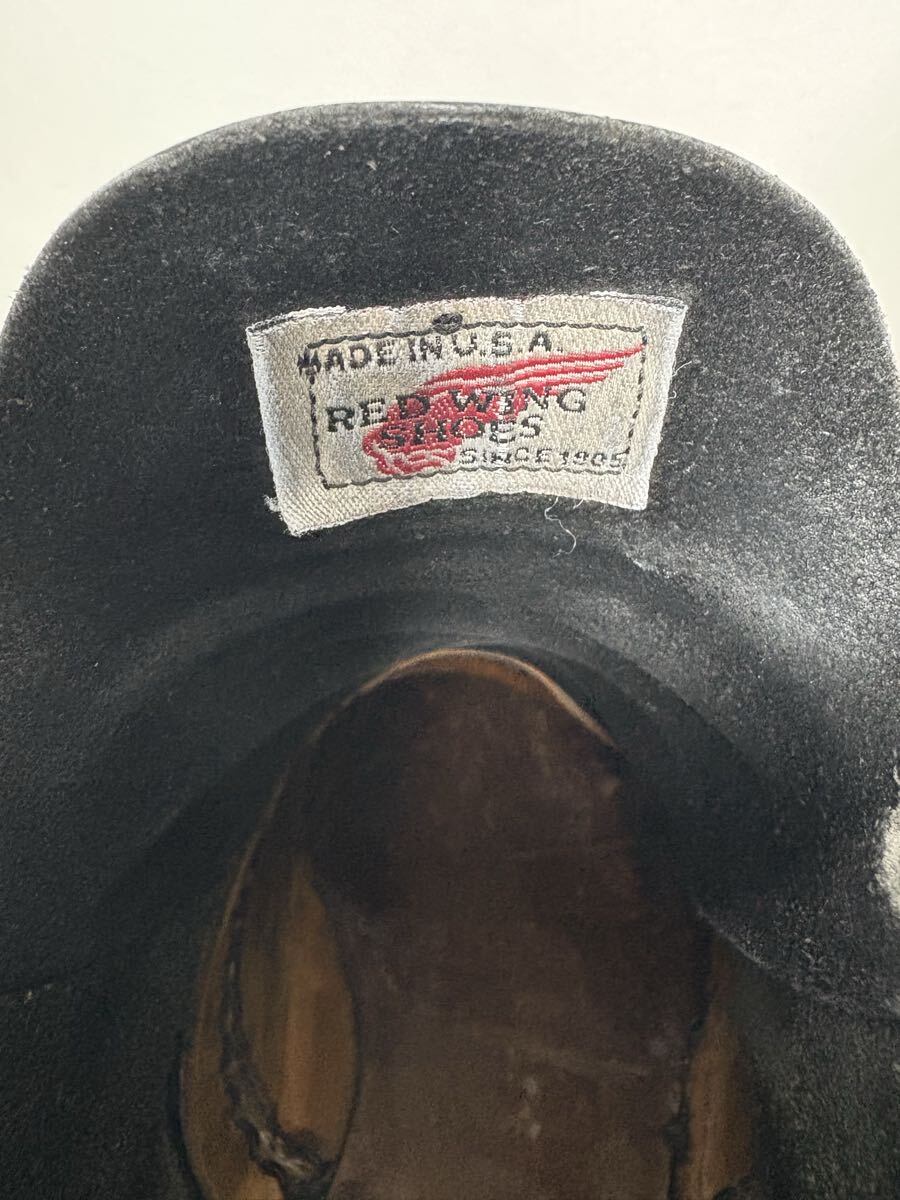 MADE IN U.S.A.
RED WING
SHOES
SINCE 1905